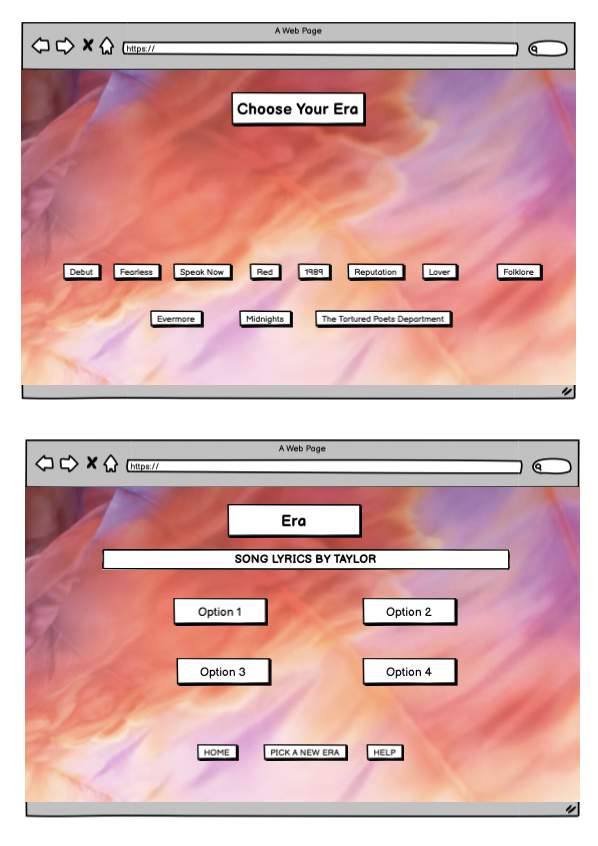 A Web Page
https://
Choose Your Era
Debut Fearless Speak Now Red 1989 Reputation Lover Folklore
Evermore Midnights The Tortured Poets Department
A Web Page
https://
Era
SONG LYRICS BY TAYLOR
Option 1 Option 2
Option 3 Option 4
HOME PICK A NEW ERA HELP